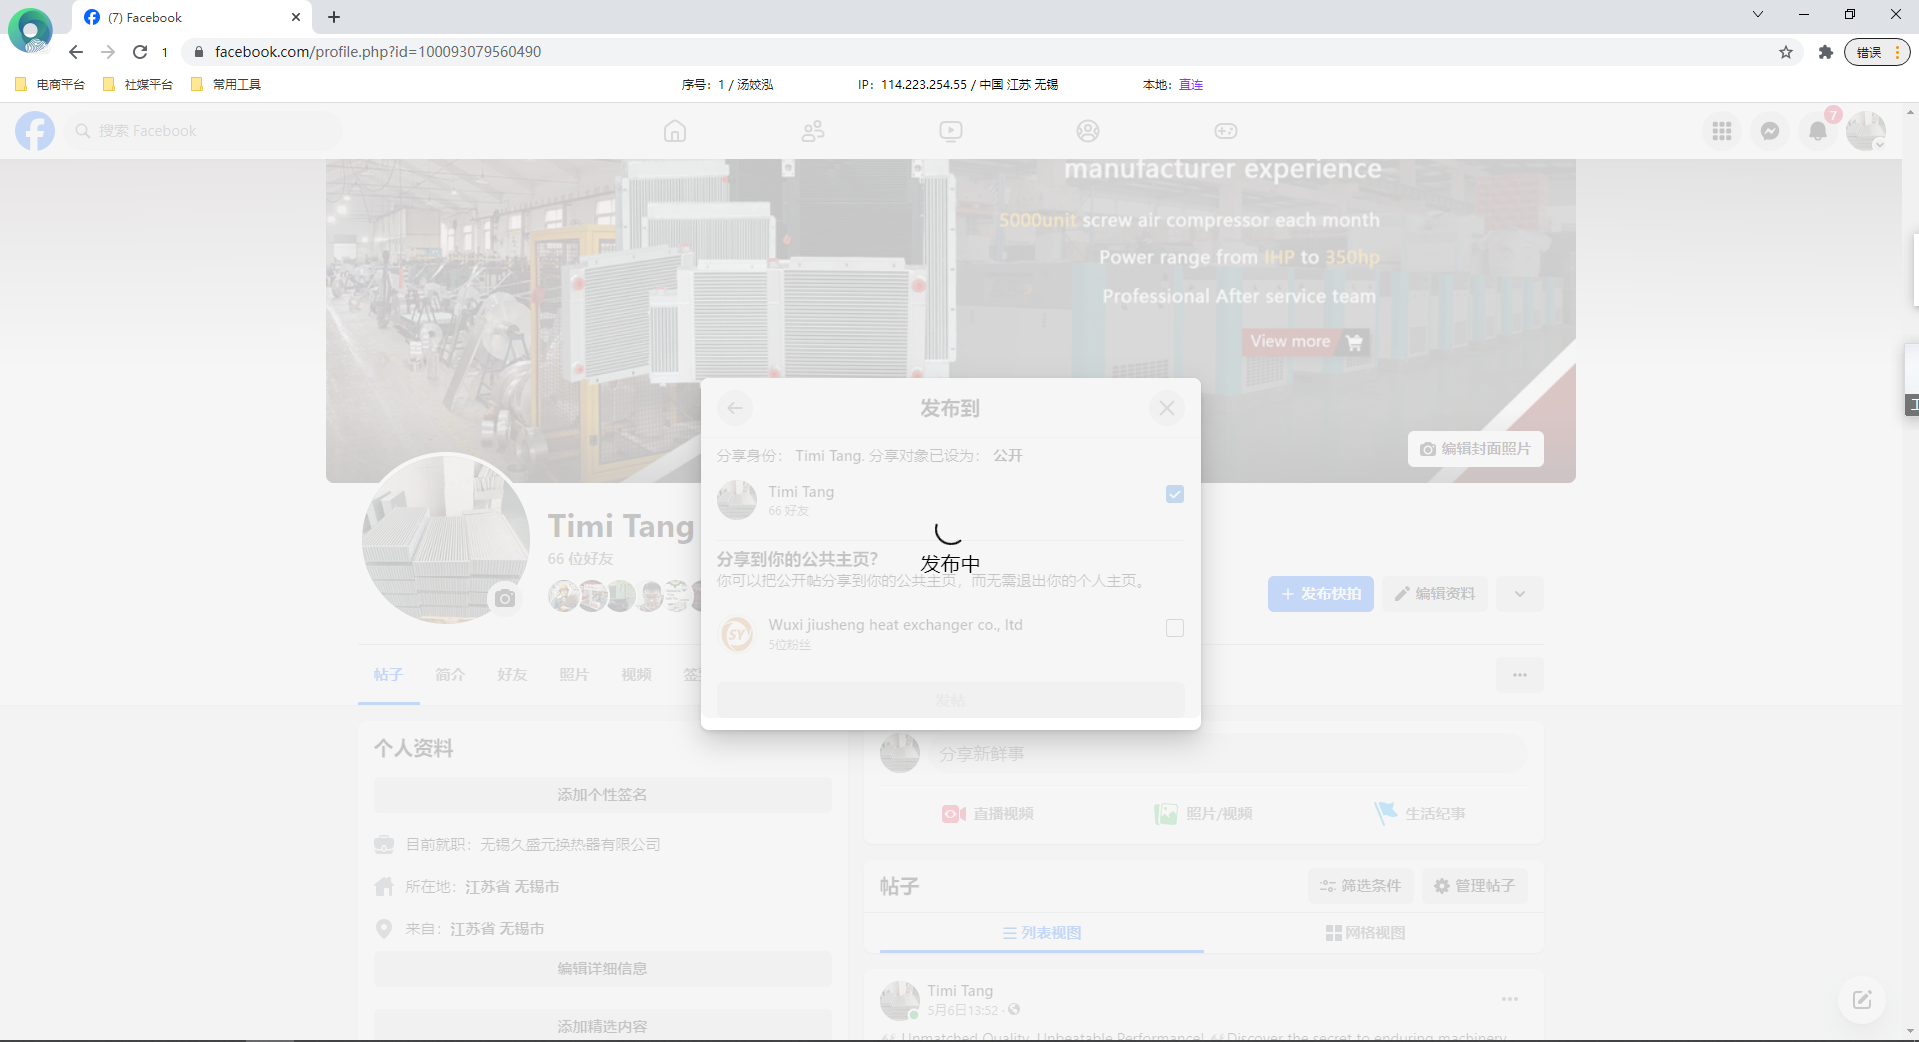 (7) Facebook
1
facebook.com/profile.php?id=100093079560490
错误
电商平台
社媒平台
常用工具
序号：1 / 汤姣泓
IP：114.223.254.55 / 中国 江苏 无锡
本地：直连
搜索 Facebook
7
manufacturer experience
5000unit screw air compressor each month
Power range from IHP to 350hp
Professional After service team
View more
编辑封面照片
发布到
分享身份： Timi Tang. 分享对象已设为： 公开
Timi Tang
66 好友
发布中
分享到你的公共主页？
你可以把公开帖分享到你的公共主页，而无需退出你的个人主页。
SY
Wuxi jiusheng heat exchanger co., ltd
5位粉丝
发帖
Timi Tang
66 位好友
发布快拍
编辑资料
帖子
简介
好友
照片
视频
个人资料
添加个性签名
目前就职：无锡久盛元换热器有限公司
所在地：江苏省 无锡市
来自：江苏省 无锡市
编辑详细信息
添加精选内容
分享新鲜事
直播视频
照片/视频
生活纪事
帖子
筛选条件
管理帖子
列表视图
网格视图
Timi Tang
5月6日13:52 ·
Unmatched Quality, Unbeatable Performance! Discover the secret to enduring machinery